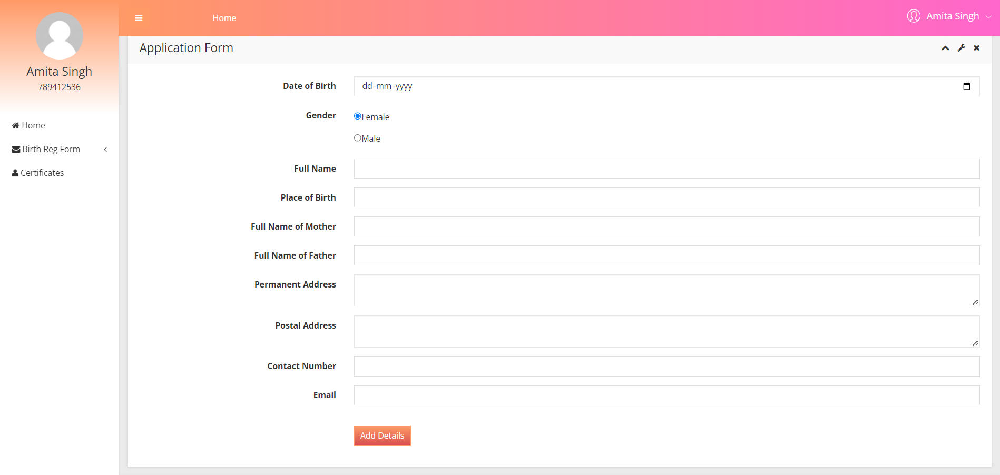 Home
Amita Singh
Amita Singh
789412536
Home
Birth Reg Form
Certificates
Application Form
Date of Birth
dd-mm-yyyy
Gender
Female
Male
Full Name
Place of Birth
Full Name of Mother
Full Name of Father
Permanent Address
Postal Address
Contact Number
Email
Add Details